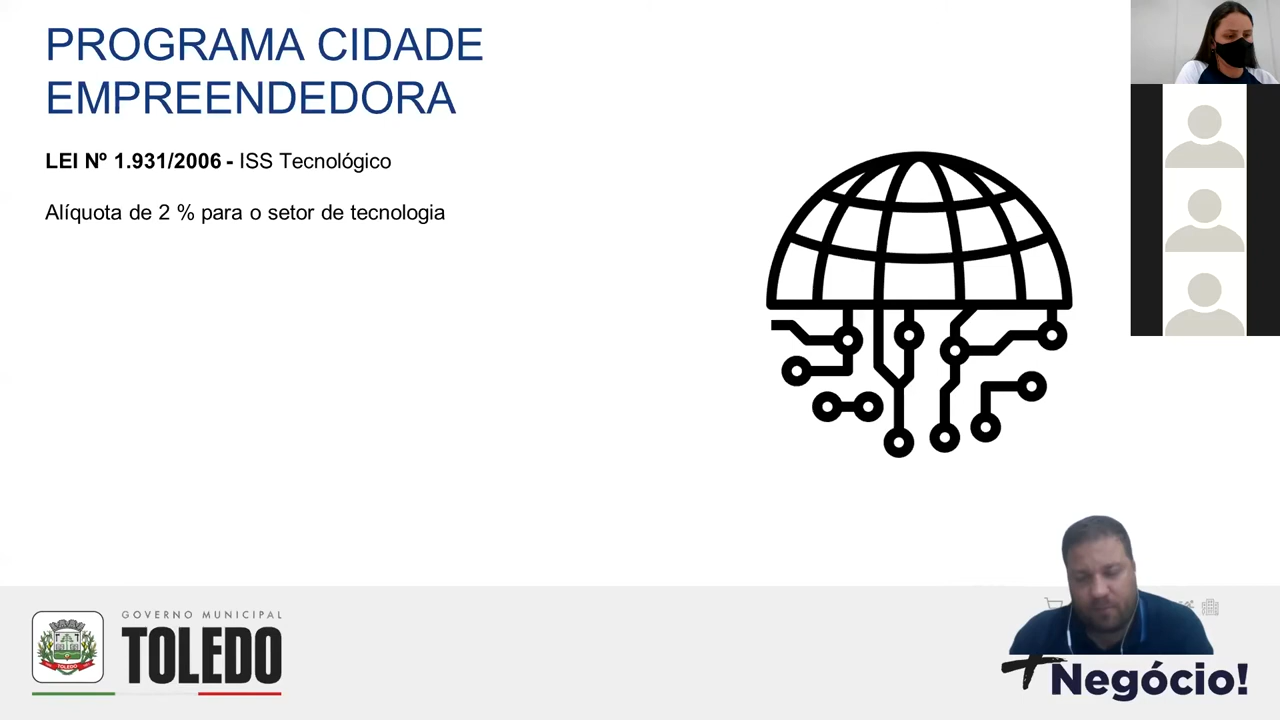 PROGRAMA CIDADE
EMPREENDEDORA
LEI Nº 1.931/2006 - ISS Tecnológico
Alíquota de 2 % para o setor de tecnologia
GOVERNO MUNICIPAL
TOLEDO
TOLEDO
+Negócio!